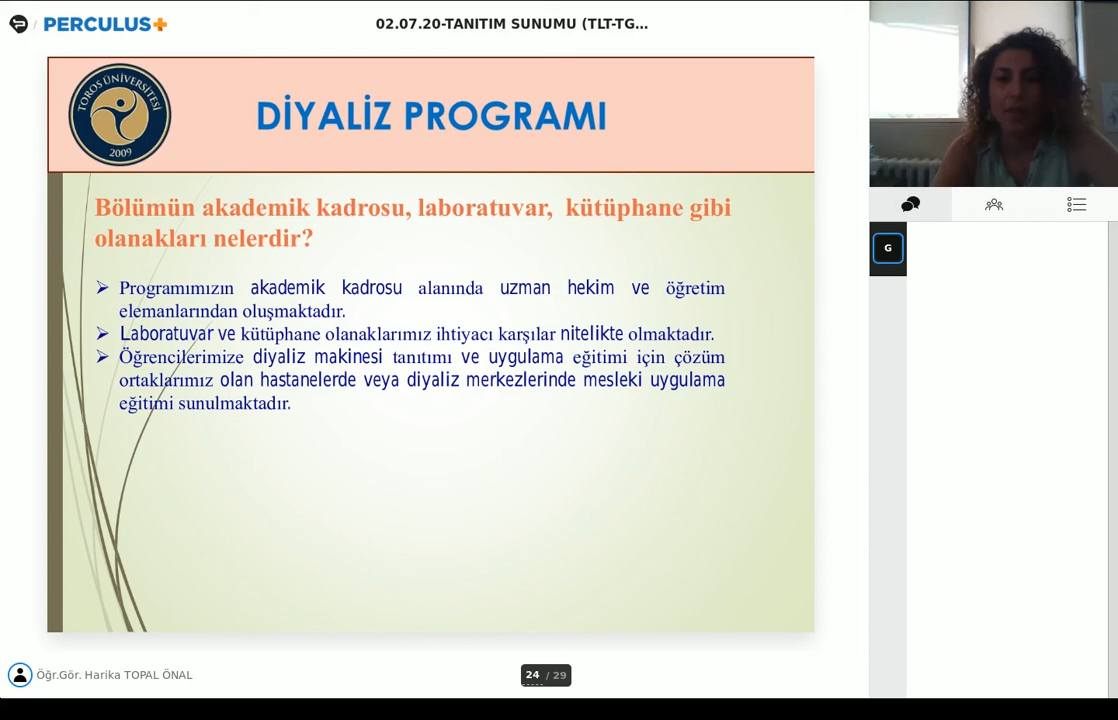 / PERCULUS+
02.07.20-TANITIM SUNUMU (TLT-TG...
TOROS ÜNİVERSİTESİ
2009
DİYALİZ PROGRAMI
Bölümün akademik kadrosu, laboratuvar, kütüphane gibi
olanakları nelerdir?
➢ Programımızın akademik kadrosu alanında uzman hekim ve öğretim
elemanlarından oluşmaktadır.
➢ Laboratuvar ve kütüphane olanaklarımız ihtiyacı karşılar nitelikte olmaktadır.
➢ Öğrencilerimize diyaliz makinesi tanıtımı ve uygulama eğitimi için çözüm
ortaklarımız olan hastanelerde veya diyaliz merkezlerinde mesleki uygulama
eğitimi sunulmaktadır.
G
Öğr.Gör. Harika TOPAL ÖNAL
24 / 29